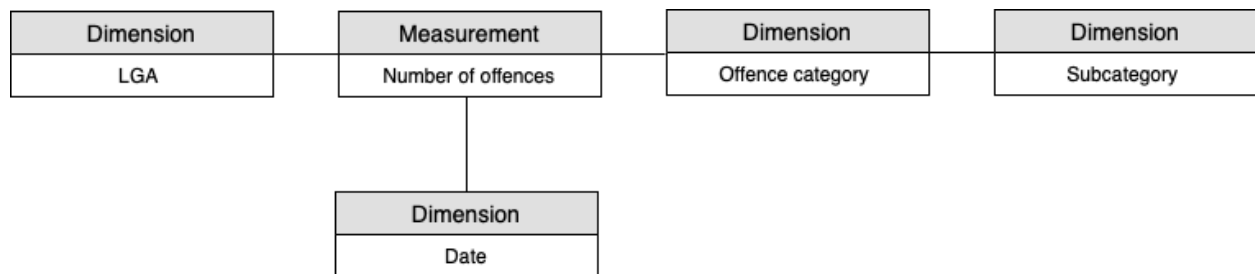 Dimension
LGA
Measurement
Number of offences
Dimension
Offence category
Dimension
Subcategory
Dimension
Date